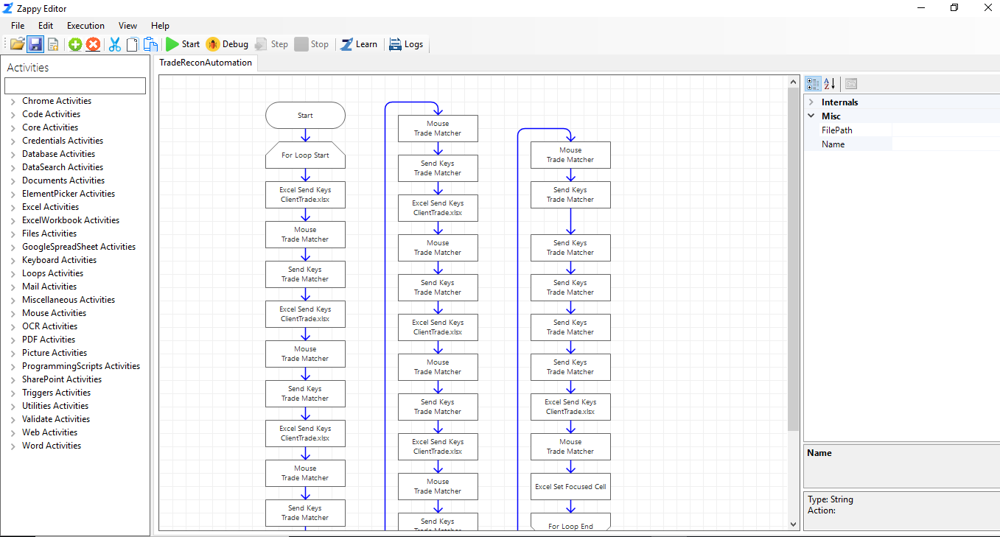 Zappy Editor
File Edit Execution View Help
Start Debug Step Stop Learn Logs
Activities
Chrome Activities
Code Activities
Core Activities
Credentials Activities
Database Activities
DataSearch Activities
Documents Activities
ElementPicker Activities
Excel Activities
ExcelWorkbook Activities
Files Activities
GoogleSpreadSheet Activities
Keyboard Activities
Loops Activities
Mail Activities
Miscellaneous Activities
Mouse Activities
OCR Activities
PDF Activities
Picture Activities
ProgrammingScripts Activities
SharePoint Activities
Triggers Activities
Utilities Activities
Validate Activities
Web Activities
Word Activities
TradeReconAutomation
Start
For Loop Start
Excel Send Keys
ClientTrade.xlsx
Mouse
Trade Matcher
Send Keys
Trade Matcher
Excel Send Keys
ClientTrade.xlsx
Mouse
Trade Matcher
Send Keys
Trade Matcher
Excel Send Keys
ClientTrade.xlsx
Mouse
Trade Matcher
Send Keys
Trade Matcher
Mouse
Trade Matcher
Send Keys
Trade Matcher
Excel Send Keys
ClientTrade.xlsx
Mouse
Trade Matcher
Send Keys
Trade Matcher
Excel Send Keys
ClientTrade.xlsx
Mouse
Trade Matcher
Send Keys
Trade Matcher
Excel Send Keys
ClientTrade.xlsx
Mouse
Trade Matcher
Send Keys
Trade Matcher
Mouse
Trade Matcher
Send Keys
Trade Matcher
Send Keys
Trade Matcher
Send Keys
Trade Matcher
Send Keys
Trade Matcher
Send Keys
Trade Matcher
Excel Send Keys
ClientTrade.xlsx
Mouse
Trade Matcher
Excel Set Focused Cell
For Loop End
Internals
Misc
FilePath
Name
Name
Type: String
Action: